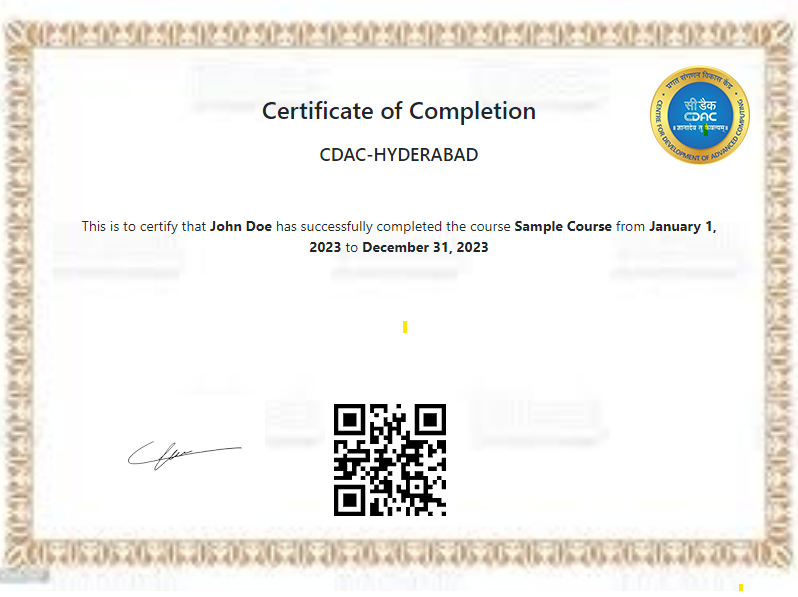 Certificate of Completion
CDAC-HYDERABAD
प्रगत संगणन विकास केंद्र
सी डैक
CDAC
CENTRE FOR DEVELOPMENT OF ADVANCED COMPUTING
This is to certify that John Doe has successfully completed the course Sample Course from January 1,
2023 to December 31, 2023